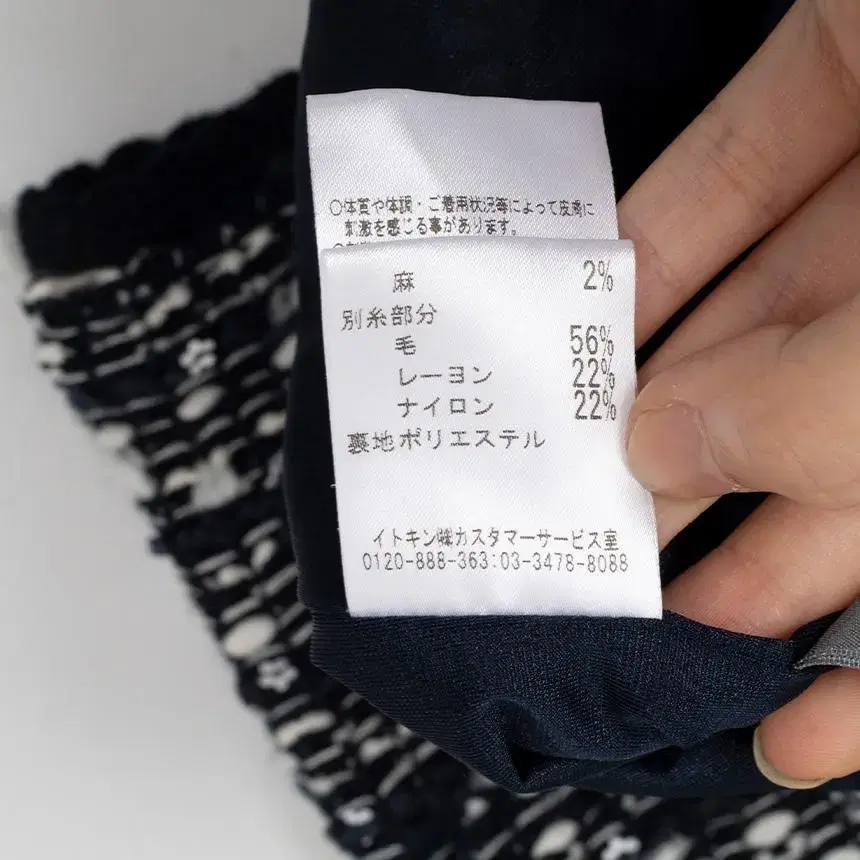 ○体質や体調・ご着用状況等によって皮膚に
刺激を感じる事があります。
麻 2%
別糸部分
毛 56%
レーヨン 22%
ナイロン 22%
裏地ポリエステル
イトキン㈱カスタマーサービス室
0120-888-363:03-3478-8088